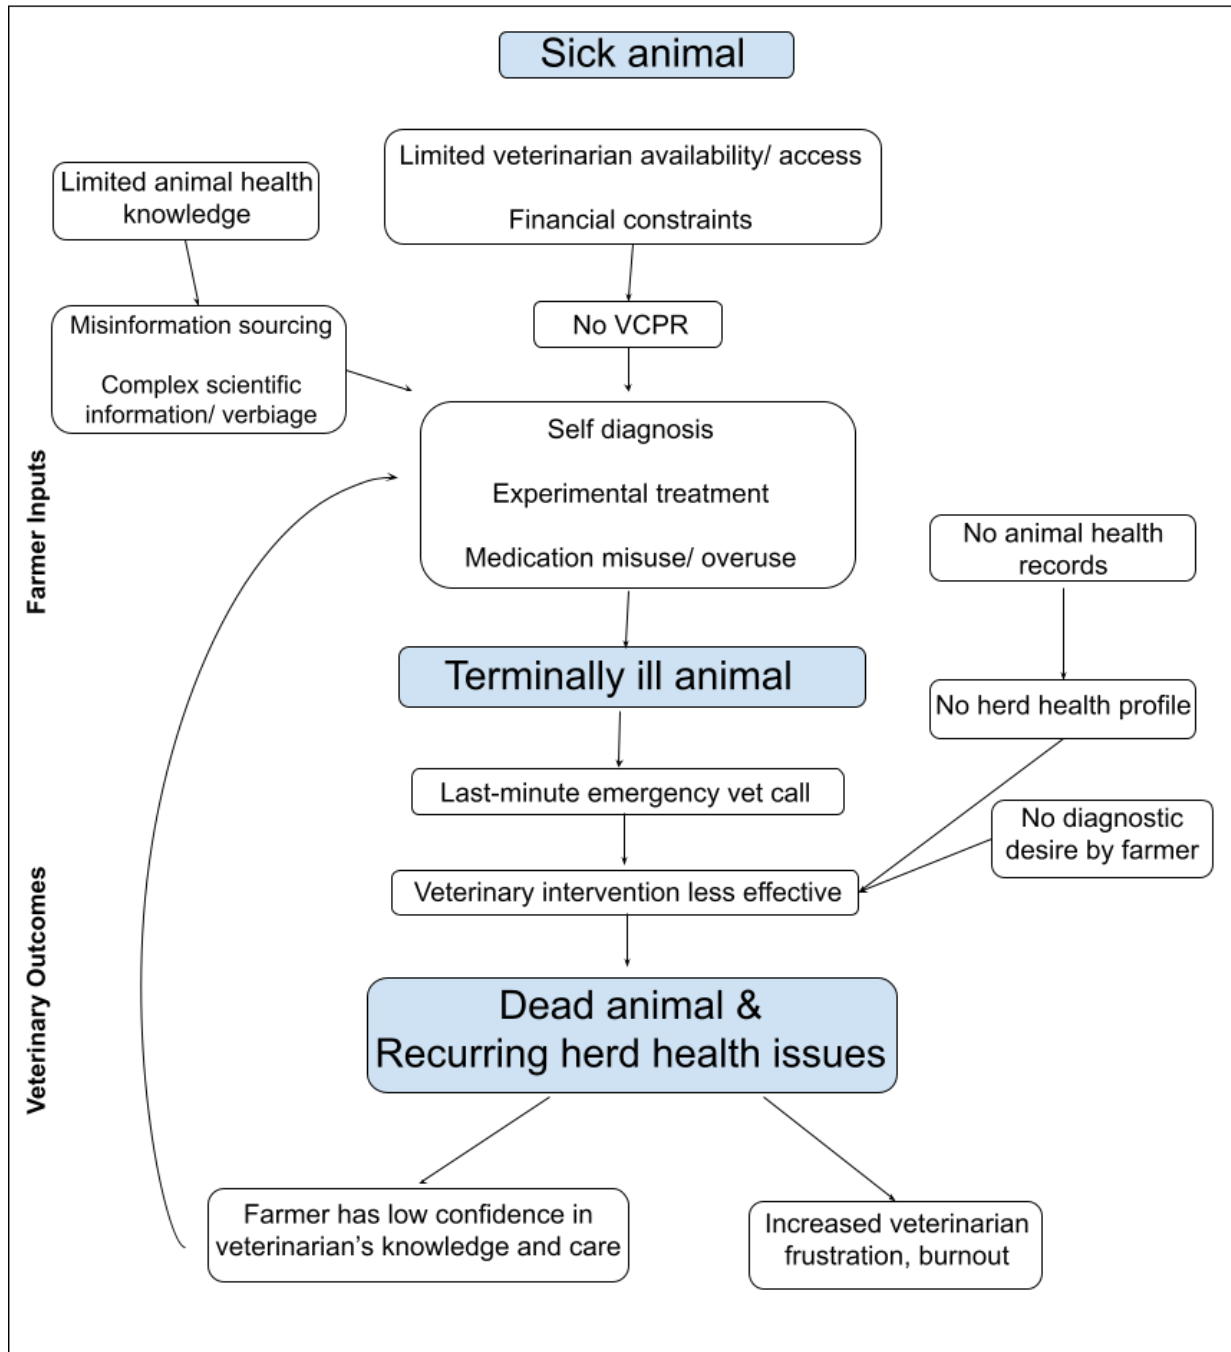 Sick animal
Limited veterinarian availability/ access
Financial constraints
Limited animal health
knowledge
No VCPR
Misinformation sourcing
Complex scientific
information/ verbiage
Self diagnosis
Experimental treatment
Medication misuse/ overuse
Farmer Inputs
No animal health
records
Terminally ill animal
No herd health profile
Last-minute emergency vet call
No diagnostic
desire by farmer
Veterinary intervention less effective
Veterinary Outcomes
Dead animal &
Recurring herd health issues
Farmer has low confidence in
veterinarian's knowledge and care
Increased veterinarian
frustration, burnout